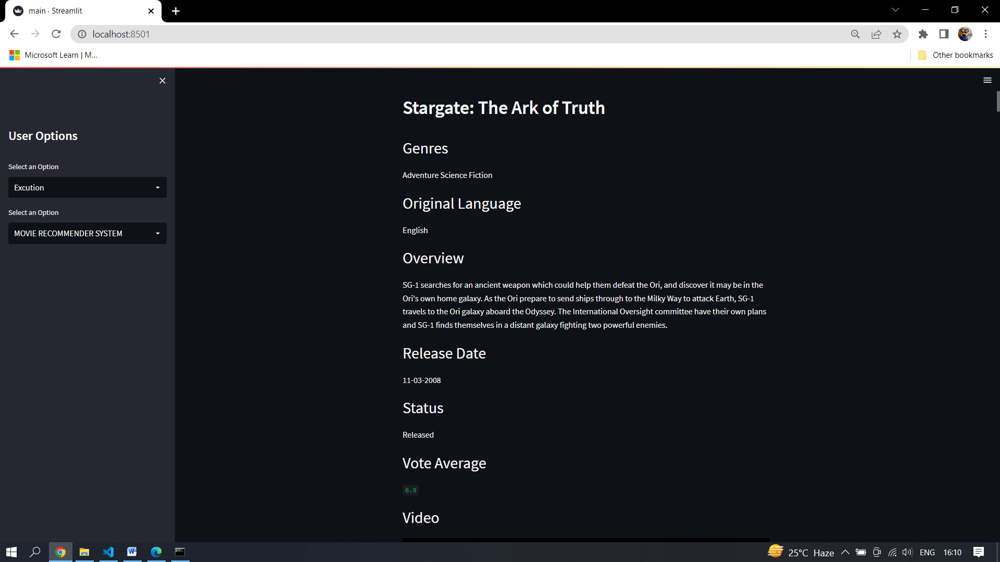 main · Streamlit
localhost:8501
Microsoft Learn | M...
Other bookmarks
User Options
Select an Option
Excution
Select an Option
MOVIE RECOMMENDER SYSTEM
Stargate: The Ark of Truth
Genres
Adventure Science Fiction
Original Language
English
Overview
SG-1 searches for an ancient weapon which could help them defeat the Ori, and discover it may be in the
Ori's own home galaxy. As the Ori prepare to send ships through to the Milky Way to attack Earth, SG-1
travels to the Ori galaxy aboard the Odyssey. The International Oversight committee have their own plans
and SG-1 finds themselves in a distant galaxy fighting two powerful enemies.
Release Date
11-03-2008
Status
Released
Vote Average
6.9
Video
25°C Haze
ENG
16:10